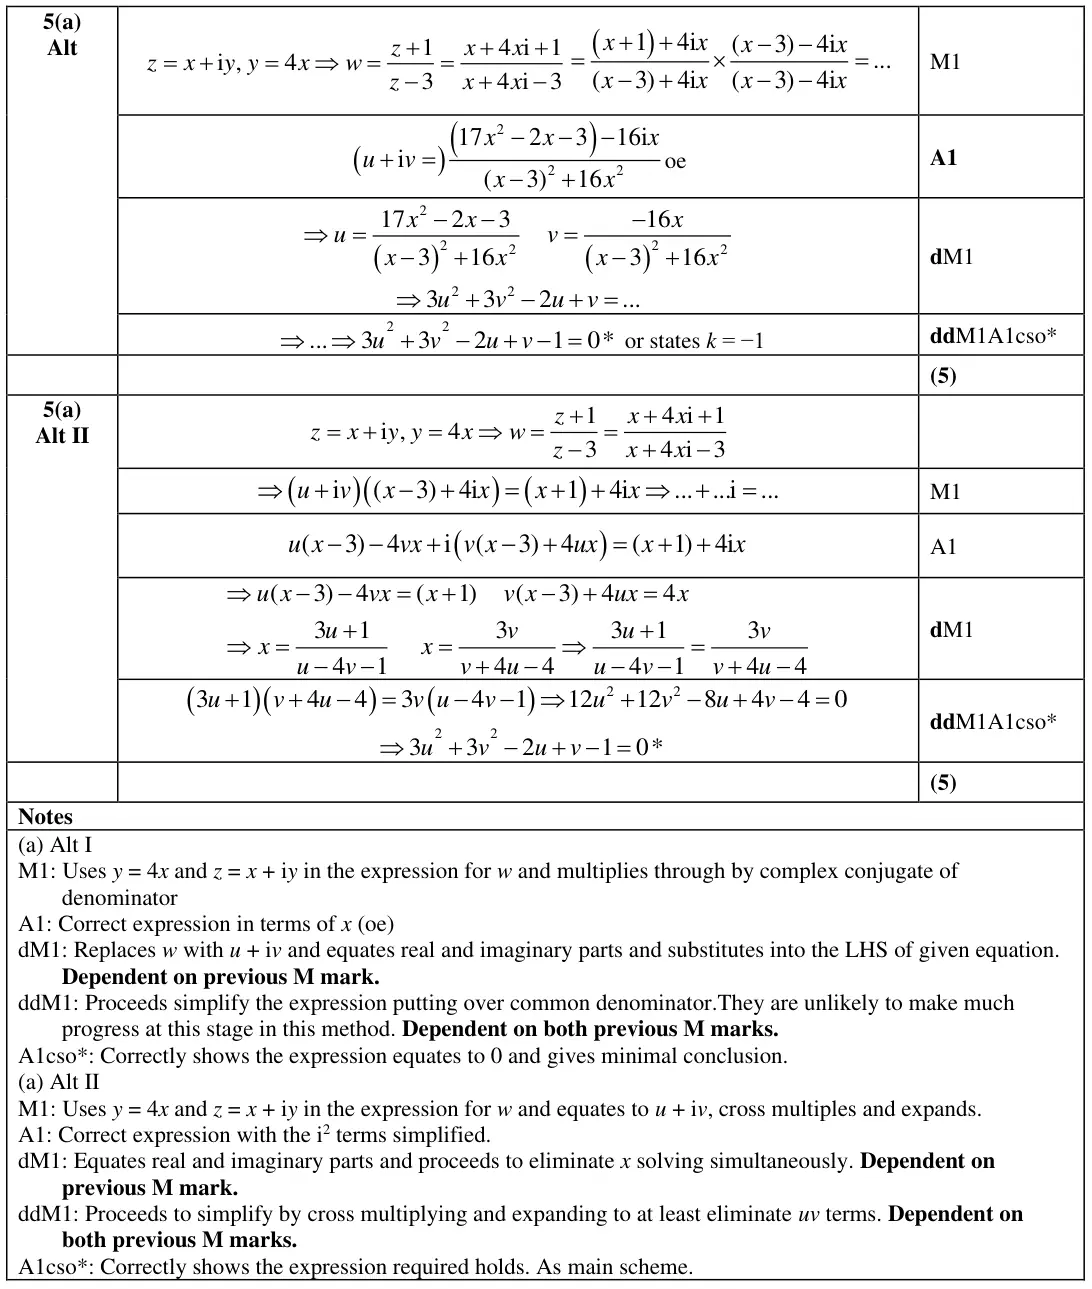 5(a)
Alt
z = x + iy, y = 4x ⇒ w = (z+1)/(z−3) = (x+4xi+1)/(x+4xi−3) = ((x+1)+4ix)/((x−3)+4ix) × ((x−3)−4ix)/((x−3)−4ix) = ...
M1
(u + iv =) ((17x² − 2x − 3) − 16ix)/((x−3)² + 16x²) oe
A1
⇒ u = (17x² − 2x − 3)/((x−3)² + 16x²) v = (−16x)/((x−3)² + 16x²)
⇒ 3u² + 3v² − 2u + v = ...
dM1
⇒ ... ⇒ 3u² + 3v² − 2u + v − 1 = 0* or states k = −1
ddM1A1cso*
(5)
5(a)
Alt II
z = x + iy, y = 4x ⇒ w = (z+1)/(z−3) = (x+4xi+1)/(x+4xi−3)
⇒ (u + iv)((x−3) + 4ix) = (x+1) + 4ix ⇒ ... + ...i = ...
M1
u(x−3) − 4vx + i(v(x−3) + 4ux) = (x+1) + 4ix
A1
⇒ u(x−3) − 4vx = (x+1) v(x−3) + 4ux = 4x
⇒ x = (3u+1)/(u−4v−1) x = 3v/(v+4u−4) ⇒ (3u+1)/(u−4v−1) = 3v/(v+4u−4)
dM1
(3u+1)(v+4u−4) = 3v(u−4v−1) ⇒ 12u² + 12v² − 8u + 4v − 4 = 0
⇒ 3u² + 3v² − 2u + v − 1 = 0*
ddM1A1cso*
(5)
Notes
(a) Alt I
M1: Uses y = 4x and z = x + iy in the expression for w and multiplies through by complex conjugate of
denominator
A1: Correct expression in terms of x (oe)
dM1: Replaces w with u + iv and equates real and imaginary parts and substitutes into the LHS of given equation.
Dependent on previous M mark.
ddM1: Proceeds simplify the expression putting over common denominator.They are unlikely to make much
progress at this stage in this method. Dependent on both previous M marks.
A1cso*: Correctly shows the expression equates to 0 and gives minimal conclusion.
(a) Alt II
M1: Uses y = 4x and z = x + iy in the expression for w and equates to u + iv, cross multiples and expands.
A1: Correct expression with the i² terms simplified.
dM1: Equates real and imaginary parts and proceeds to eliminate x solving simultaneously. Dependent on
previous M mark.
ddM1: Proceeds to simplify by cross multiplying and expanding to at least eliminate uv terms. Dependent on
both previous M marks.
A1cso*: Correctly shows the expression required holds. As main scheme.